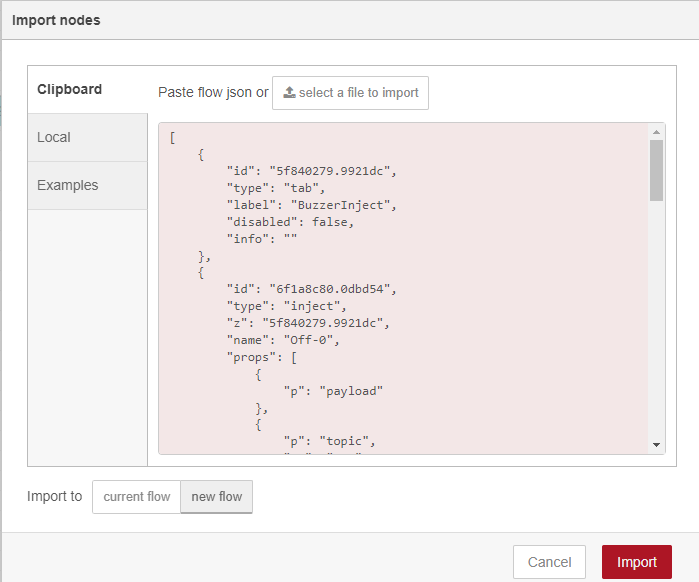 Import nodes
Clipboard
Local
Examples
Paste flow json or select a file to import
[
    {
        "id": "5f840279.9921dc",
        "type": "tab",
        "label": "BuzzerInject",
        "disabled": false,
        "info": ""
    },
    {
        "id": "6f1a8c80.0dbd54",
        "type": "inject",
        "z": "5f840279.9921dc",
        "name": "Off-0",
        "props": [
            {
                "p": "payload"
            },
            {
                "p": "topic",
Import to current flow new flow
Cancel Import